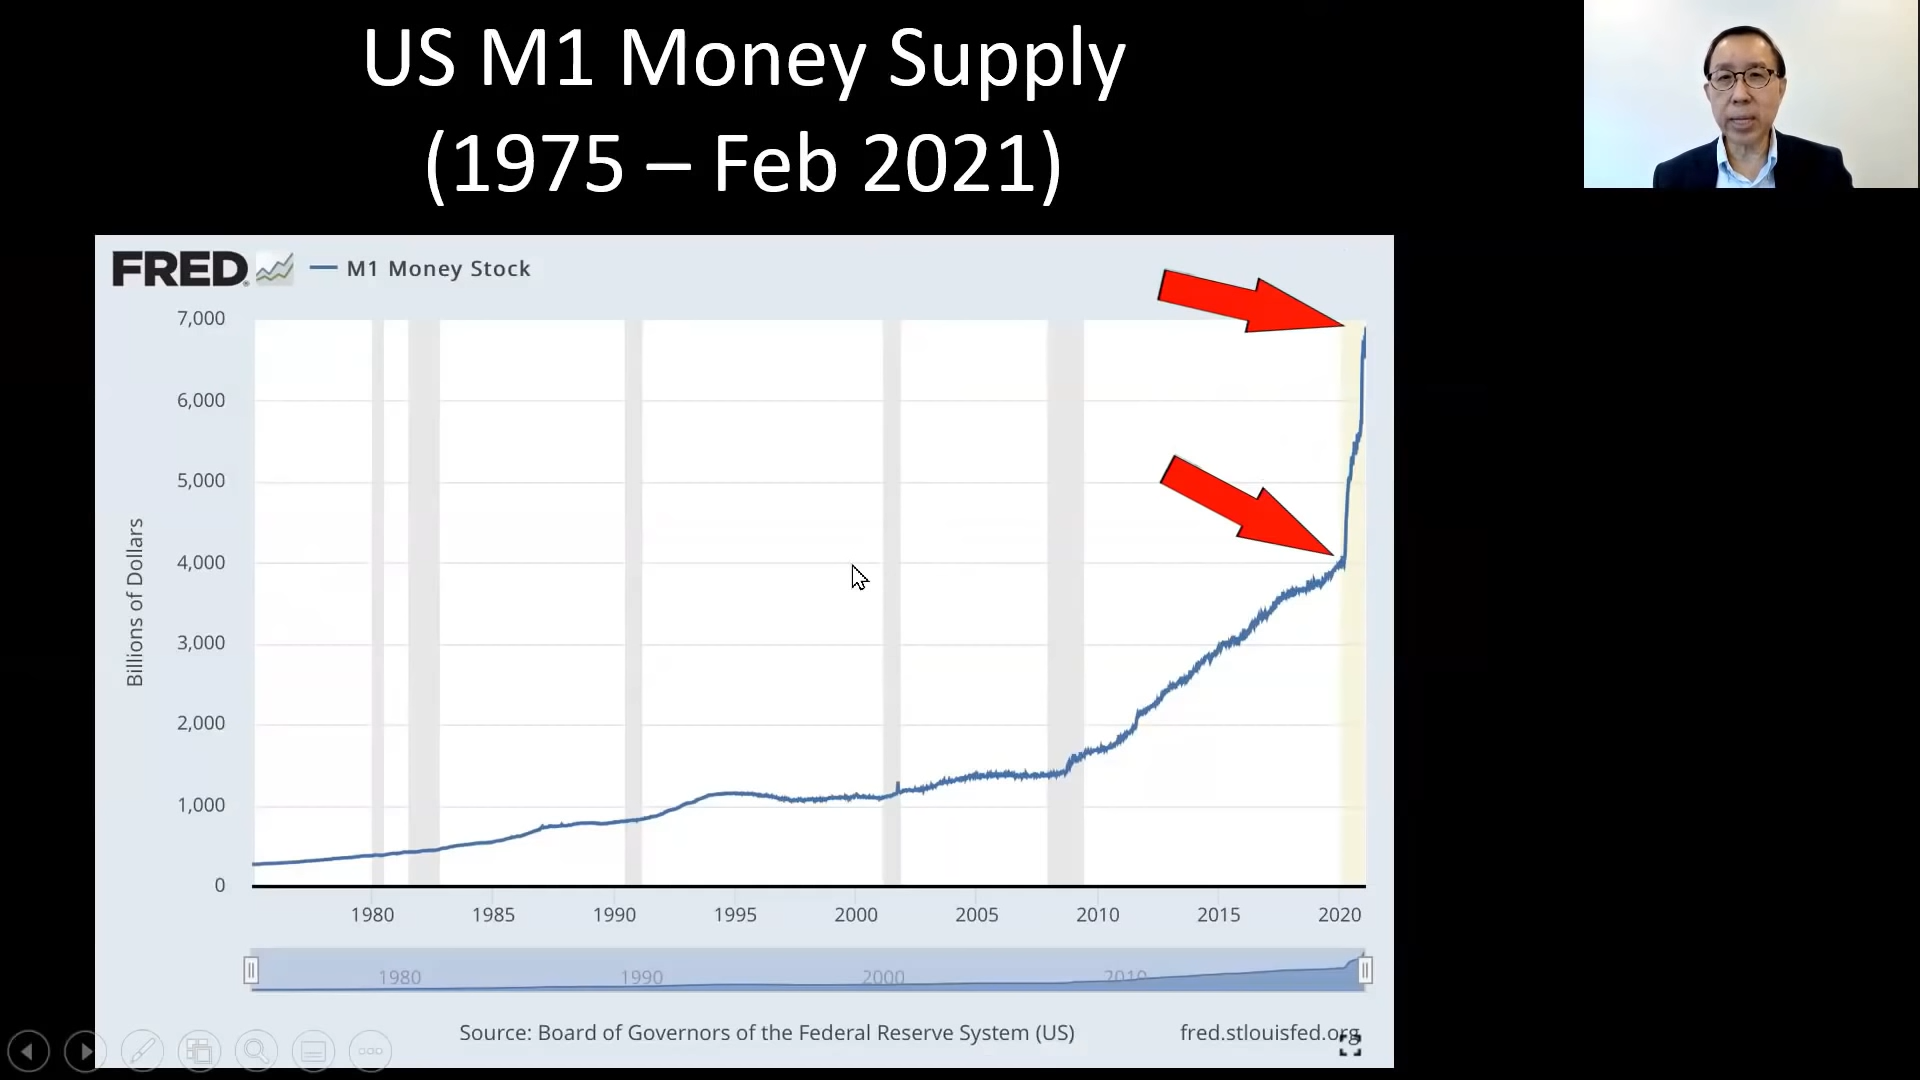 US M1 Money Supply
(1975 – Feb 2021)
FRED
M1 Money Stock
7,000
6,000
5,000
4,000
3,000
2,000
1,000
0
Billions of Dollars
1980 1985 1990 1995 2000 2005 2010 2015 2020
1980 1990 2000 2010
Source: Board of Governors of the Federal Reserve System (US)
fred.stlouisfed.org